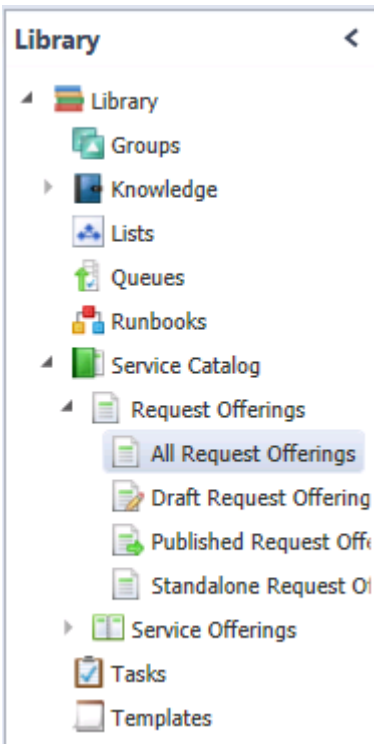 Library
Library
Groups
Knowledge
Lists
Queues
Runbooks
Service Catalog
Request Offerings
All Request Offerings
Draft Request Offering
Published Request Offe
Standalone Request Of
Service Offerings
Tasks
Templates